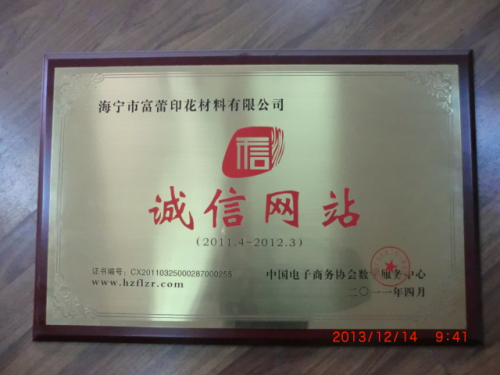 海宁市富蕾印花材料有限公司
信
诚信网站
(2011.4-2012.3)
证书编号：CX20110325000287000255
www.hzflzr.com
中国电子商务协会数字服务中心
二〇一一年四月
2013/12/14 9:41